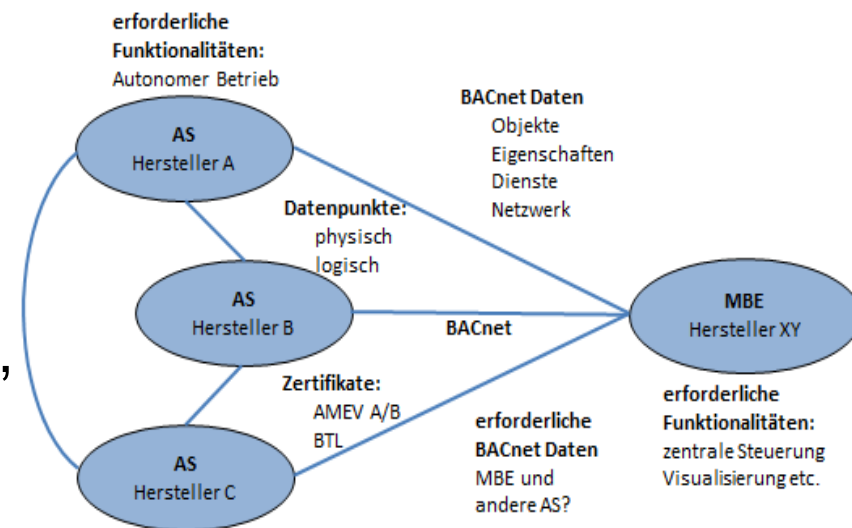 erforderliche
Funktionalitäten:
Autonomer Betrieb
AS
Hersteller A
BACnet Daten
Objekte
Eigenschaften
Dienste
Netzwerk
Datenpunkte:
physisch
logisch
AS
Hersteller B
BACnet
MBE
Hersteller XY
,
Zertifikate:
AMEV A/B
BTL
AS
Hersteller C
erforderliche
BACnet Daten
MBE und
andere AS?
erforderliche
Funktionalitäten:
zentrale Steuerung
Visualisierung etc.